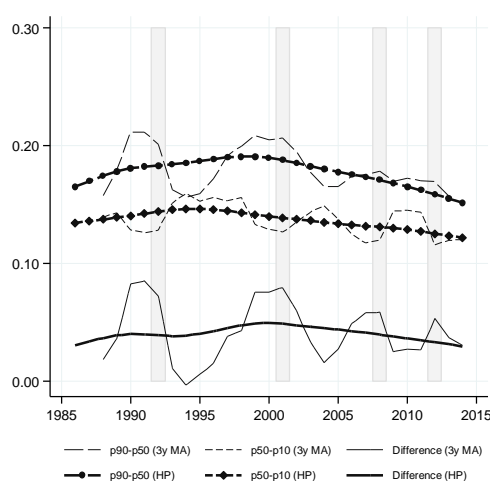 0.30
0.20
0.10
0.00
1985 1990 1995 2000 2005 2010 2015
p90-p50 (3y MA) p50-p10 (3y MA) Difference (3y MA)
p90-p50 (HP) p50-p10 (HP) Difference (HP)